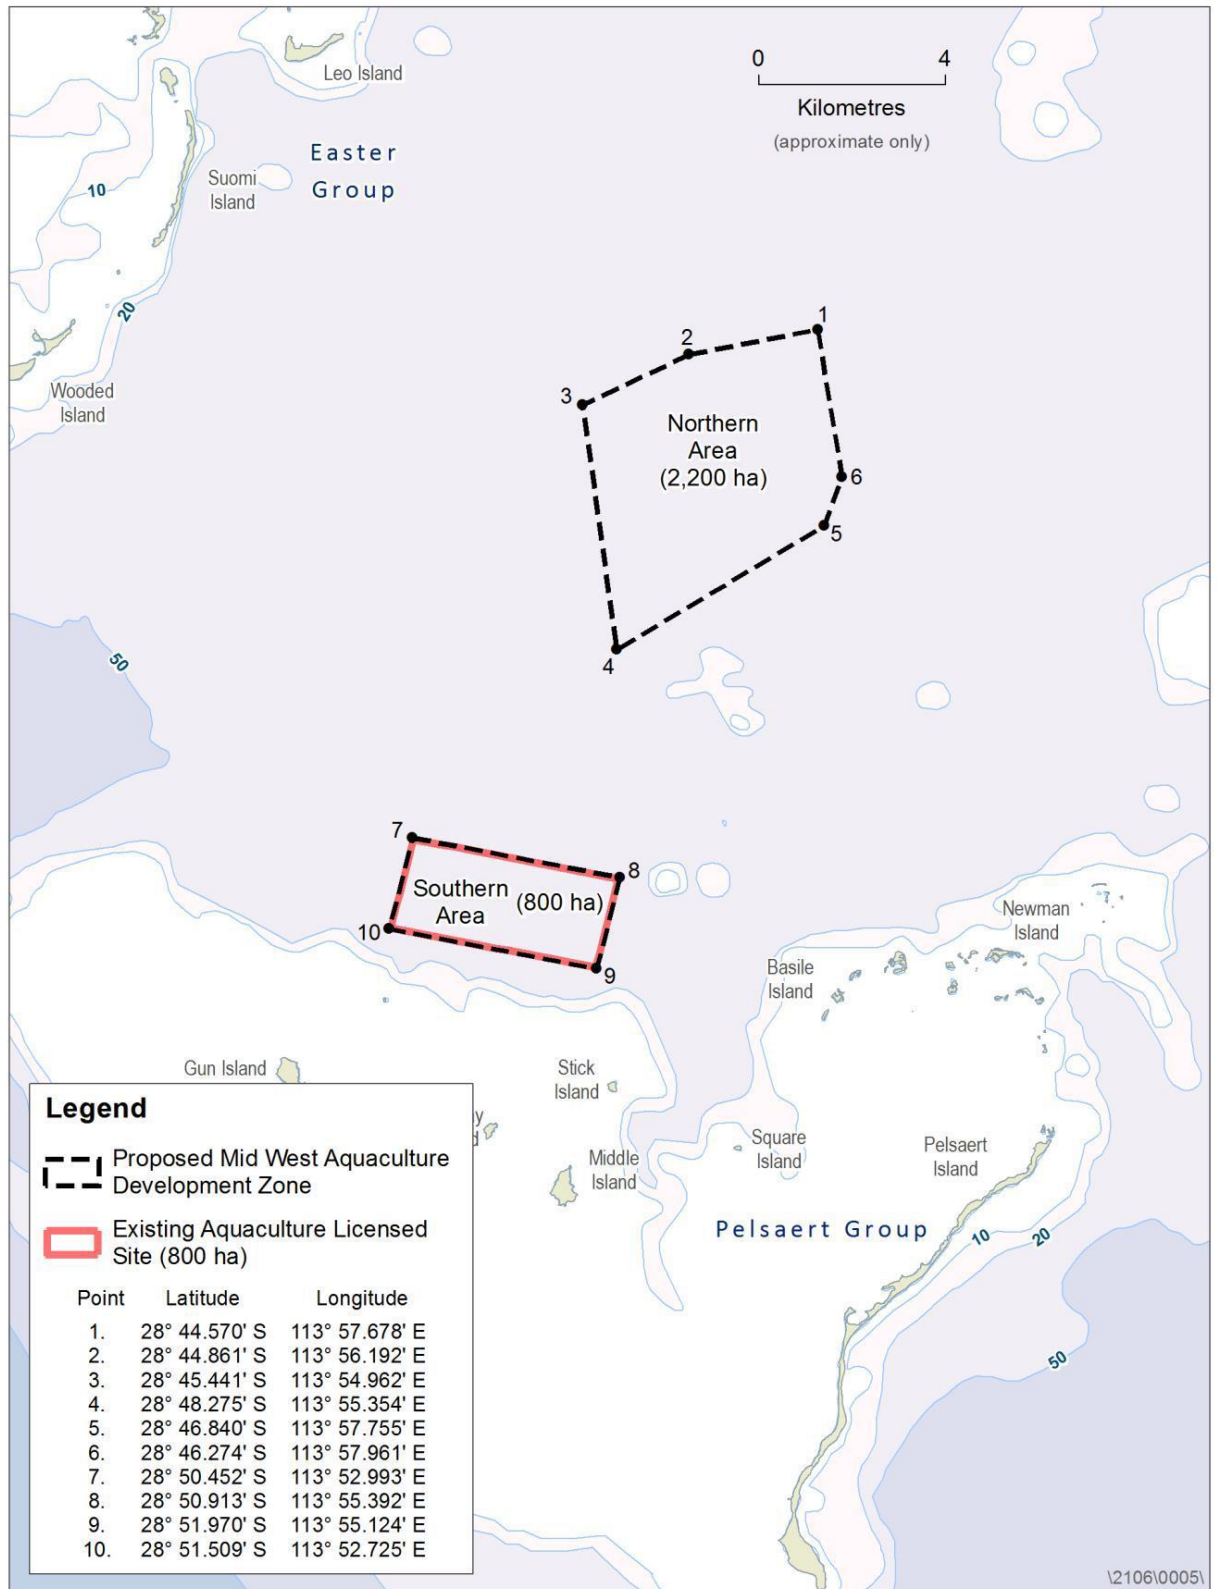 Leo Island
0 4
Kilometres
(approximate only)
Easter
Group
10
Suomi
Island
20
Wooded
Island
1
2
3
Northern
Area
(2,200 ha)
6
5
4
50
7
8
Southern
Area
(800 ha)
10
9
Newman
Island
Basile
Island
Gun Island
Stick
Island
Square
Island
Pelsaert
Island
Middle
Island
Pelsaert Group
10
20
50
Legend
Proposed Mid West Aquaculture
Development Zone
Existing Aquaculture Licensed
Site (800 ha)
Point Latitude Longitude
1. 28° 44.570' S 113° 57.678' E
2. 28° 44.861' S 113° 56.192' E
3. 28° 45.441' S 113° 54.962' E
4. 28° 48.275' S 113° 55.354' E
5. 28° 46.840' S 113° 57.755' E
6. 28° 46.274' S 113° 57.961' E
7. 28° 50.452' S 113° 52.993' E
8. 28° 50.913' S 113° 55.392' E
9. 28° 51.970' S 113° 55.124' E
10. 28° 51.509' S 113° 52.725' E
\2106\0005\